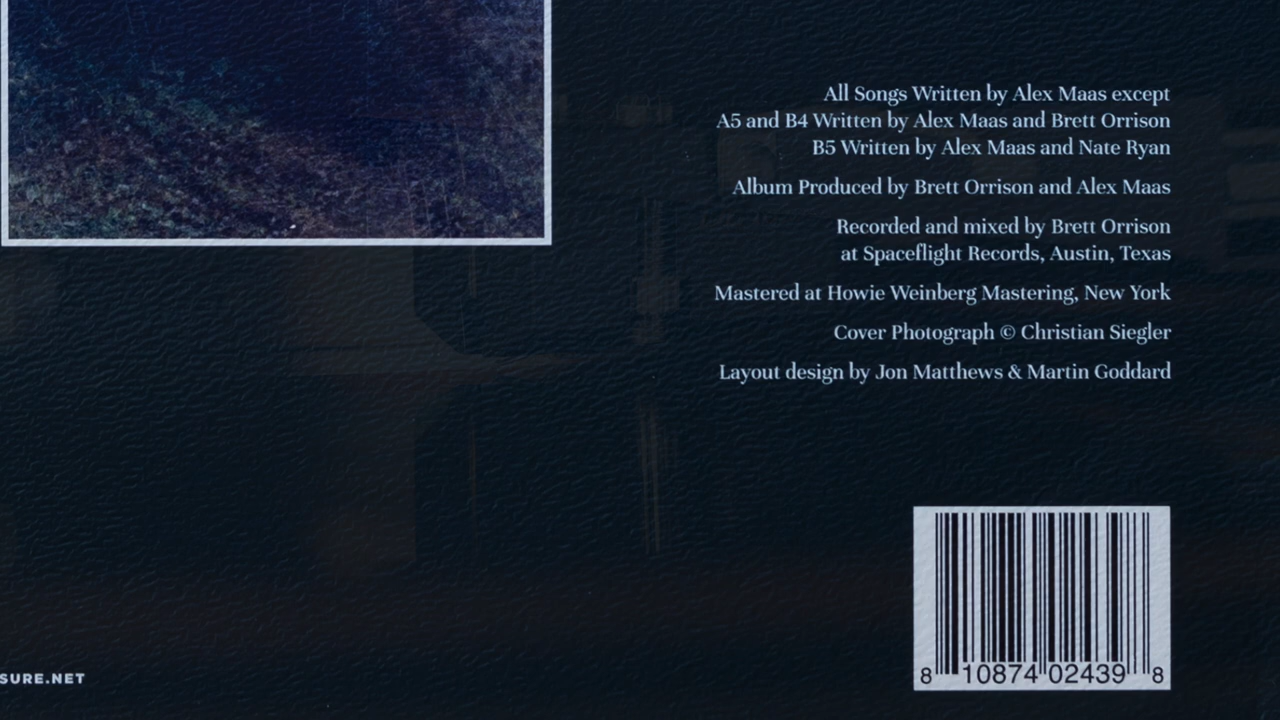 All Songs Written by Alex Maas except
A5 and B4 Written by Alex Maas and Brett Orrison
B5 Written by Alex Maas and Nate Ryan
Album Produced by Brett Orrison and Alex Maas
Recorded and mixed by Brett Orrison
at Spaceflight Records, Austin, Texas
Mastered at Howie Weinberg Mastering, New York
Cover Photograph © Christian Siegler
Layout design by Jon Matthews & Martin Goddard
8 10874 02439 8
SURE.NET